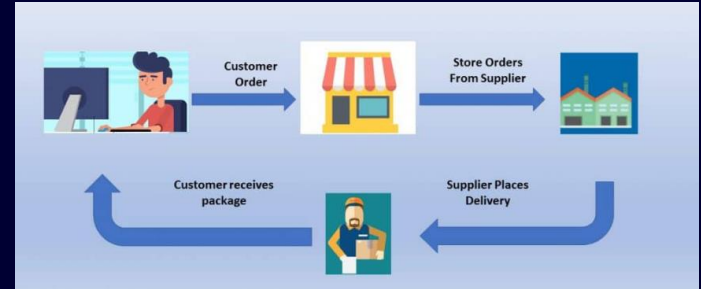 Customer
Order
Store Orders
From Supplier
Customer receives
package
Supplier Places
Delivery